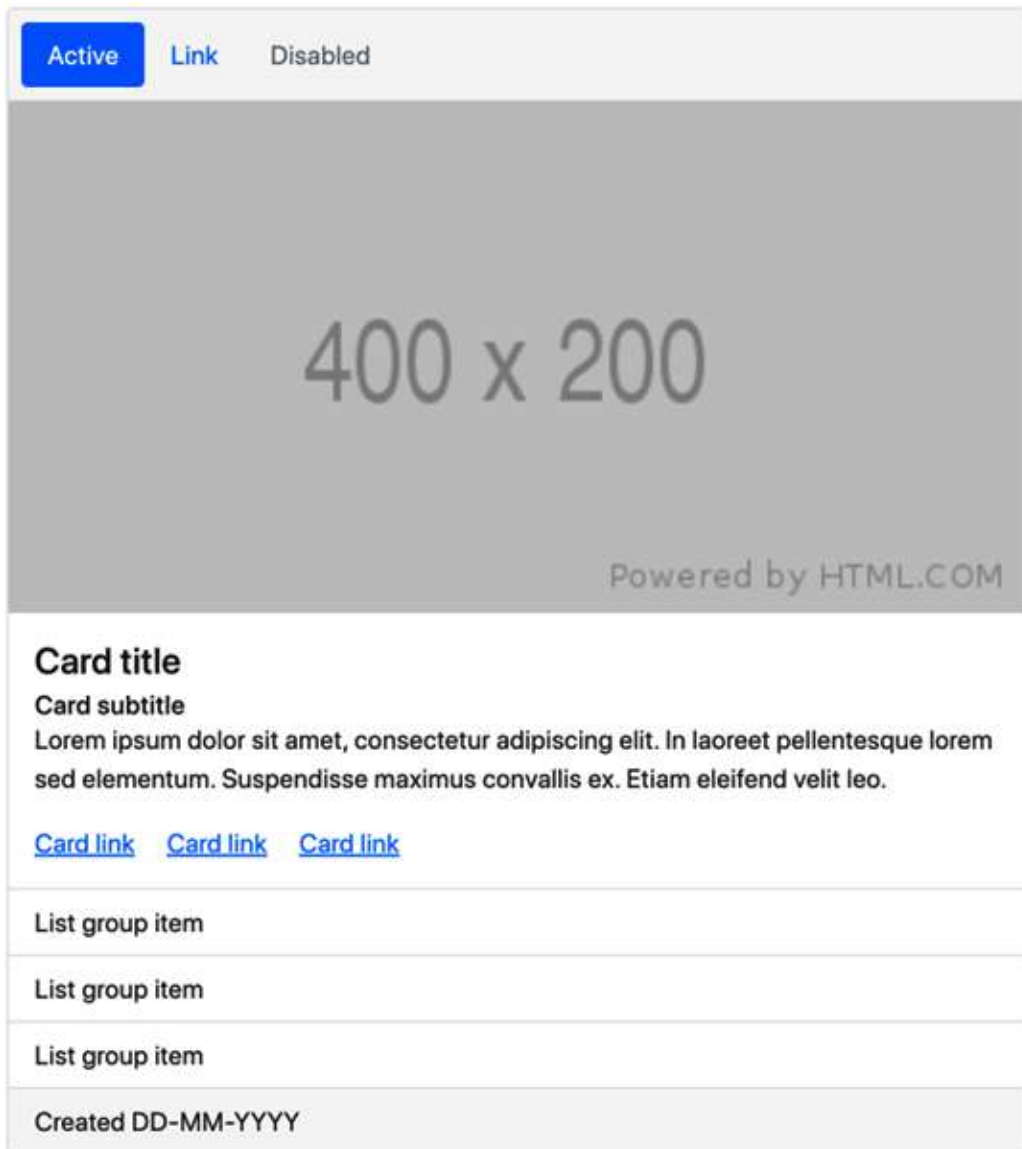 Active Link Disabled
400 x 200
Powered by HTML.COM
Card title
Card subtitle
Lorem ipsum dolor sit amet, consectetur adipiscing elit. In laoreet pellentesque lorem
sed elementum. Suspendisse maximus convallis ex. Etiam eleifend velit leo.
Card link Card link Card link
List group item
List group item
List group item
Created DD-MM-YYYY